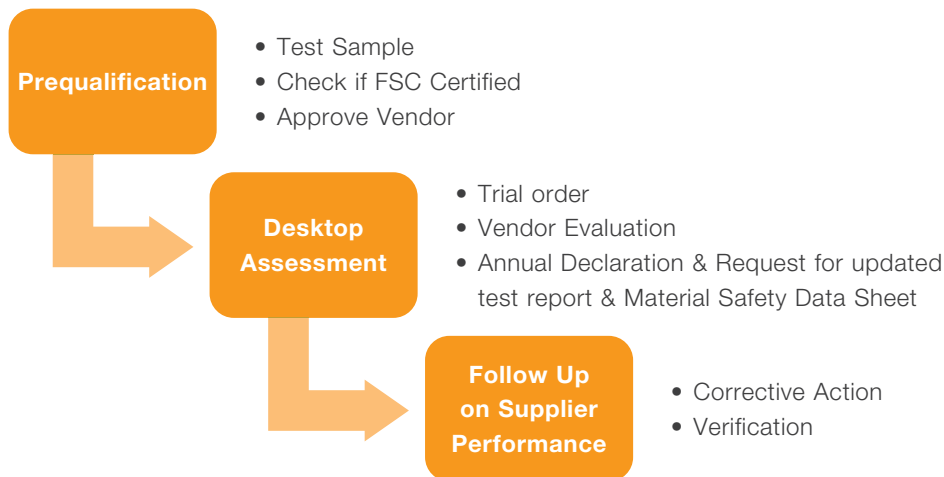 Prequalification
• Test Sample
• Check if FSC Certified
• Approve Vendor
Desktop
Assessment
• Trial order
• Vendor Evaluation
• Annual Declaration & Request for updated
test report & Material Safety Data Sheet
Follow Up
on Supplier
Performance
• Corrective Action
• Verification